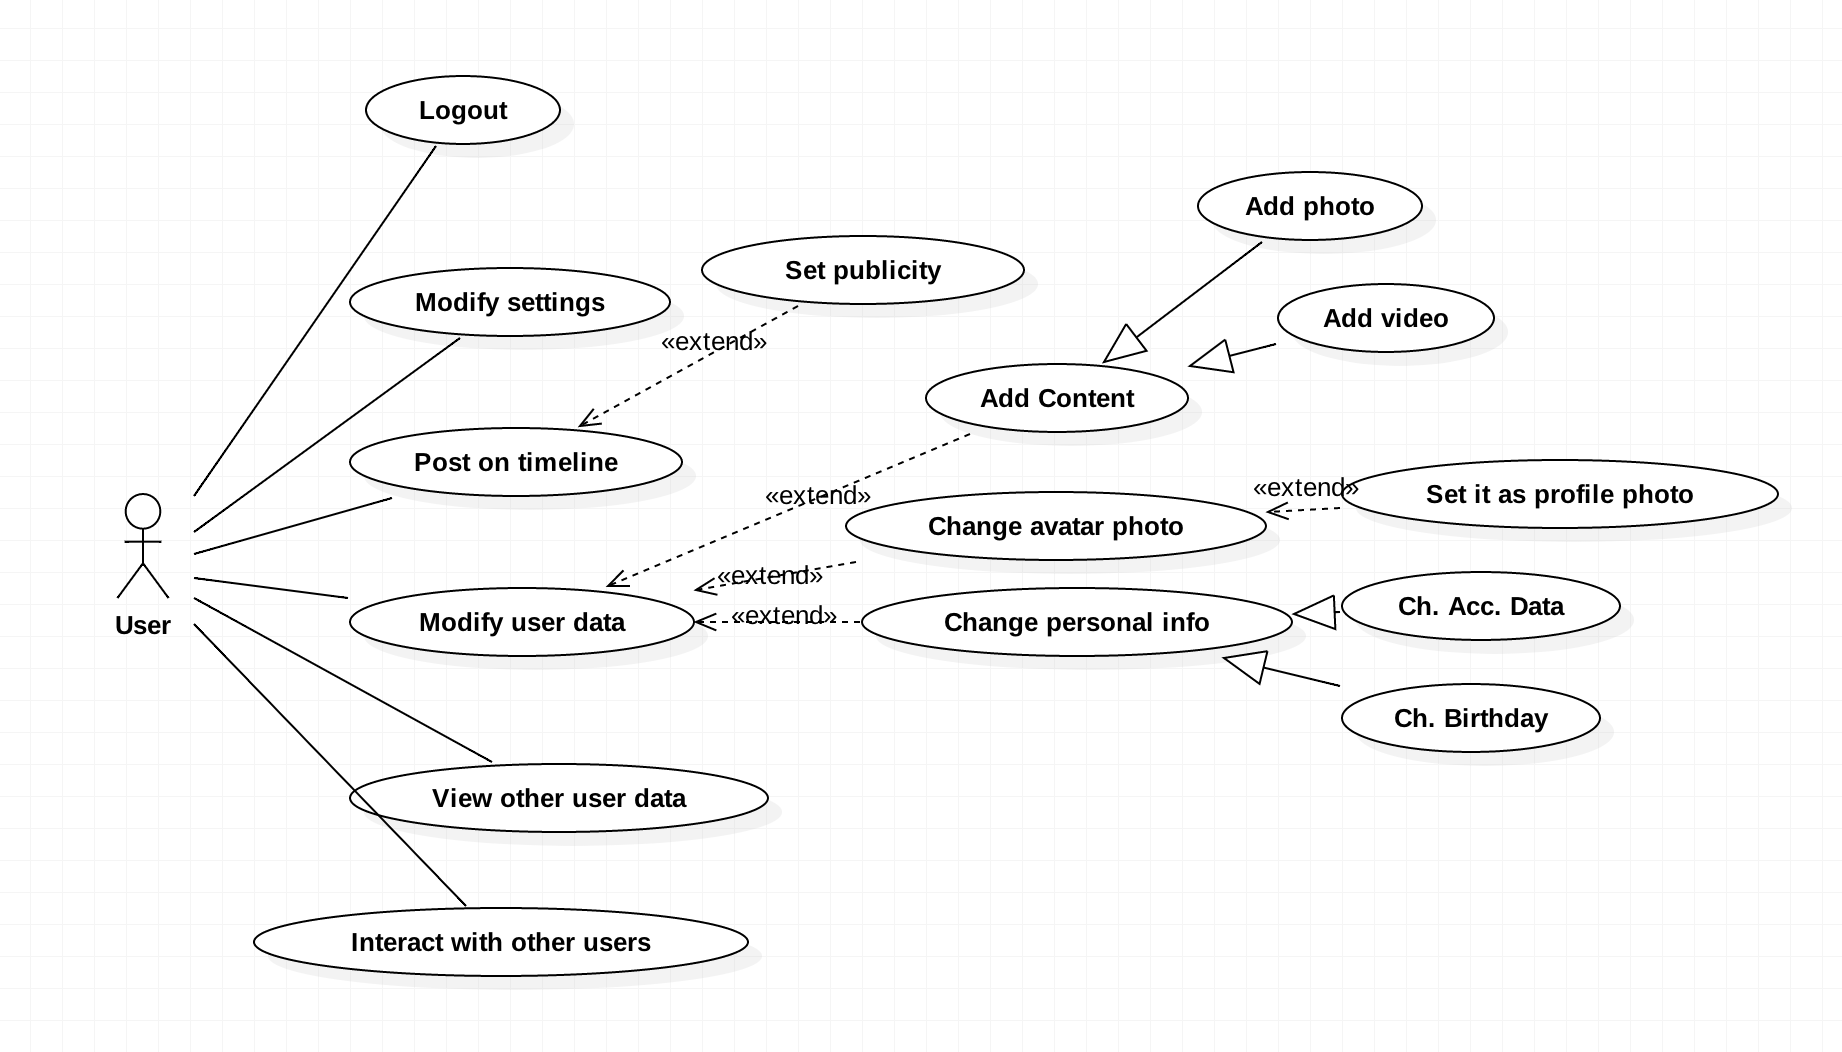 Logout
Add photo
Set publicity
Modify settings
Add video
«extend»
Add Content
Post on timeline
«extend»
«extend»
Set it as profile photo
Change avatar photo
«extend»
Ch. Acc. Data
«extend»
User
Modify user data
Change personal info
Ch. Birthday
View other user data
Interact with other users